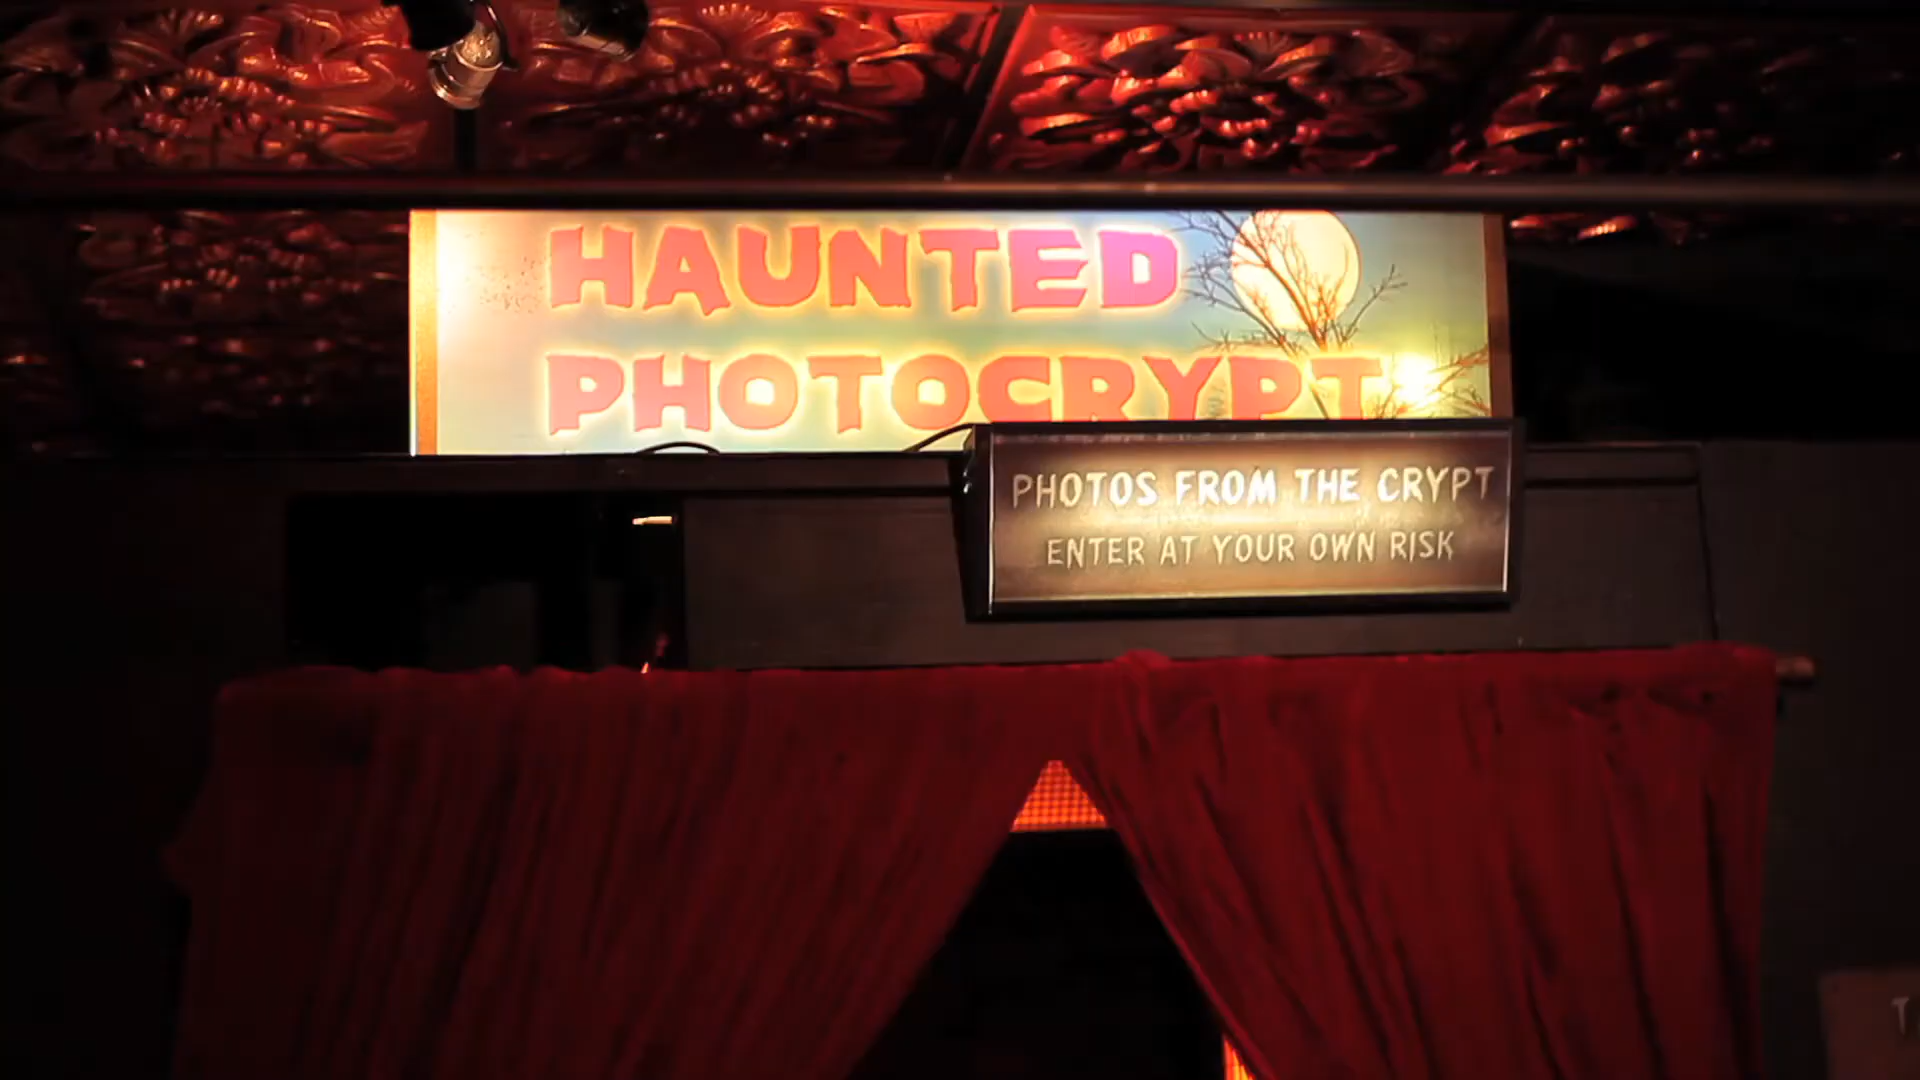 HAUNTED
PHOTOCRYPT
PHOTOS FROM THE CRYPT
ENTER AT YOUR OWN RISK